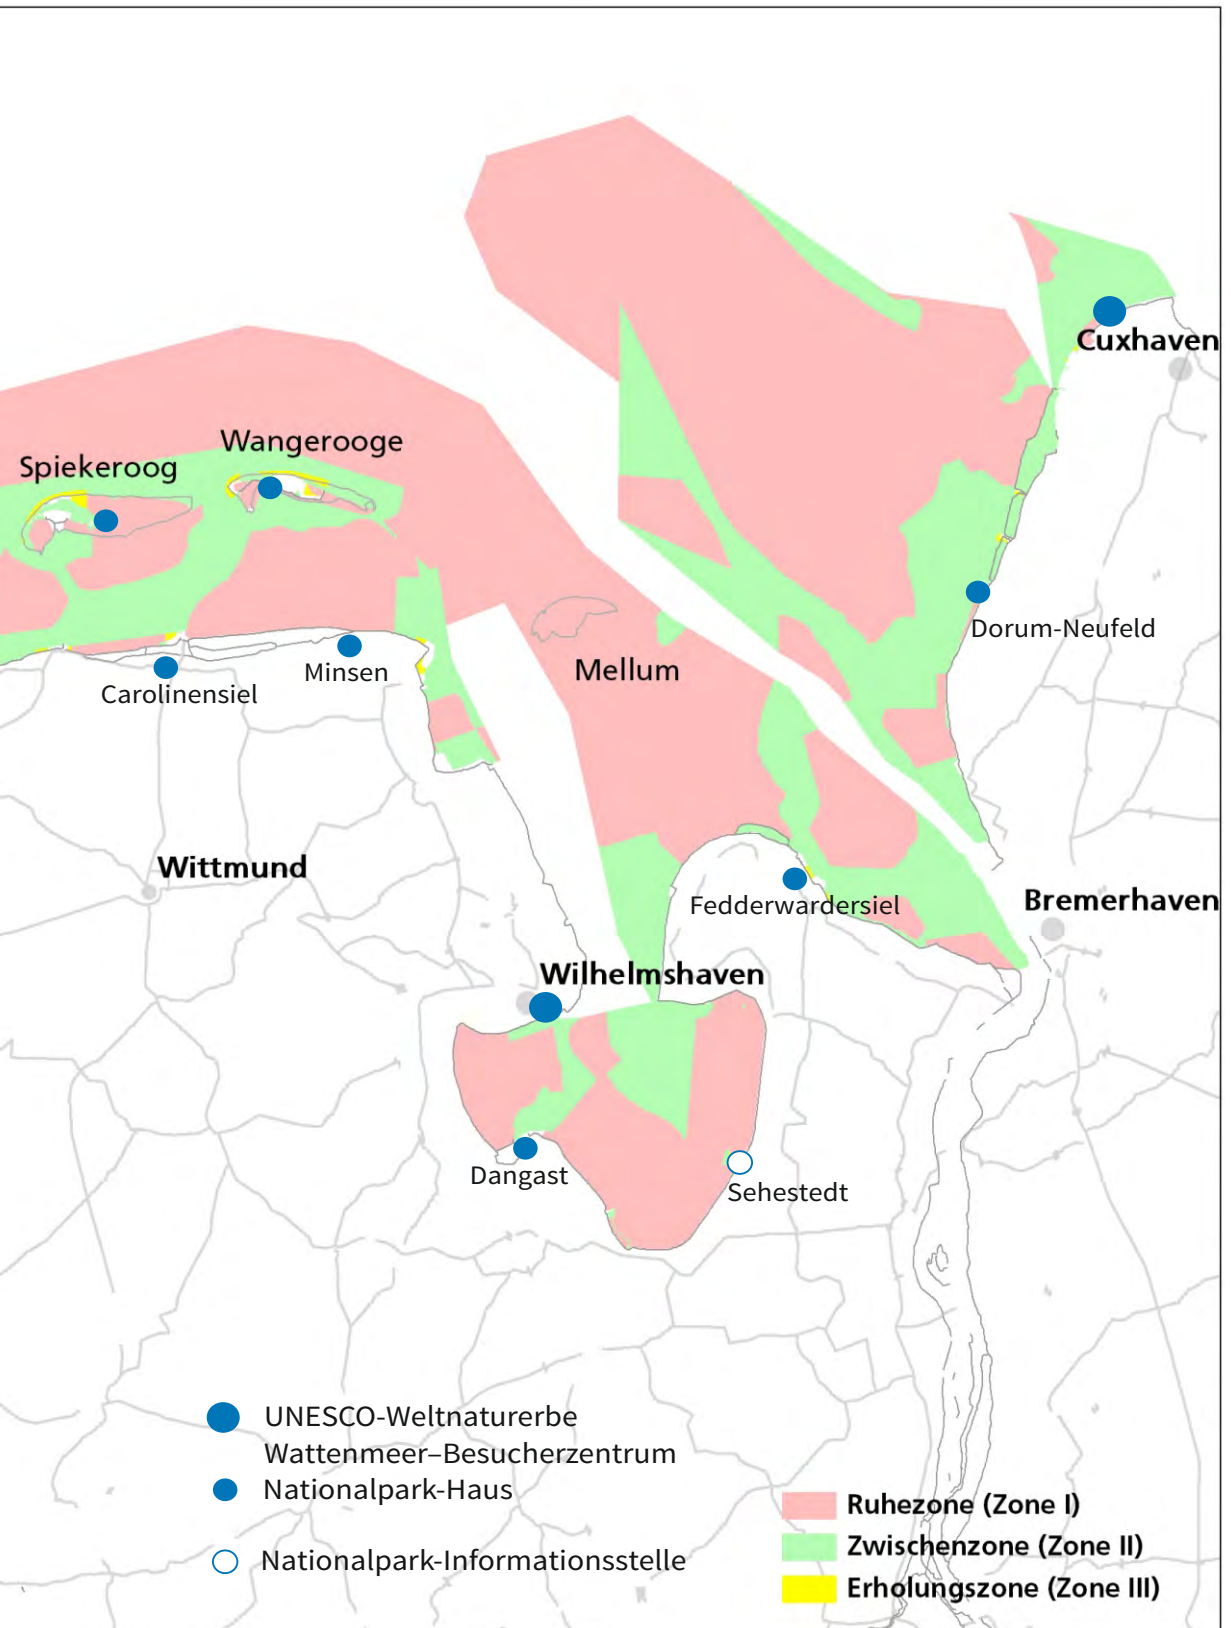 Cuxhaven
Wangerooge
Spiekeroog
Dorum-Neufeld
Mellum
Minsen
Carolinensiel
Wittmund
Fedderwardersiel
Bremerhaven
Wilhelmshaven
Dangast
Sehestedt
UNESCO-Weltnaturerbe
Wattenmeer–Besucherzentrum
Nationalpark-Haus
Nationalpark-Informationsstelle
Ruhezone (Zone I)
Zwischenzone (Zone II)
Erholungszone (Zone III)